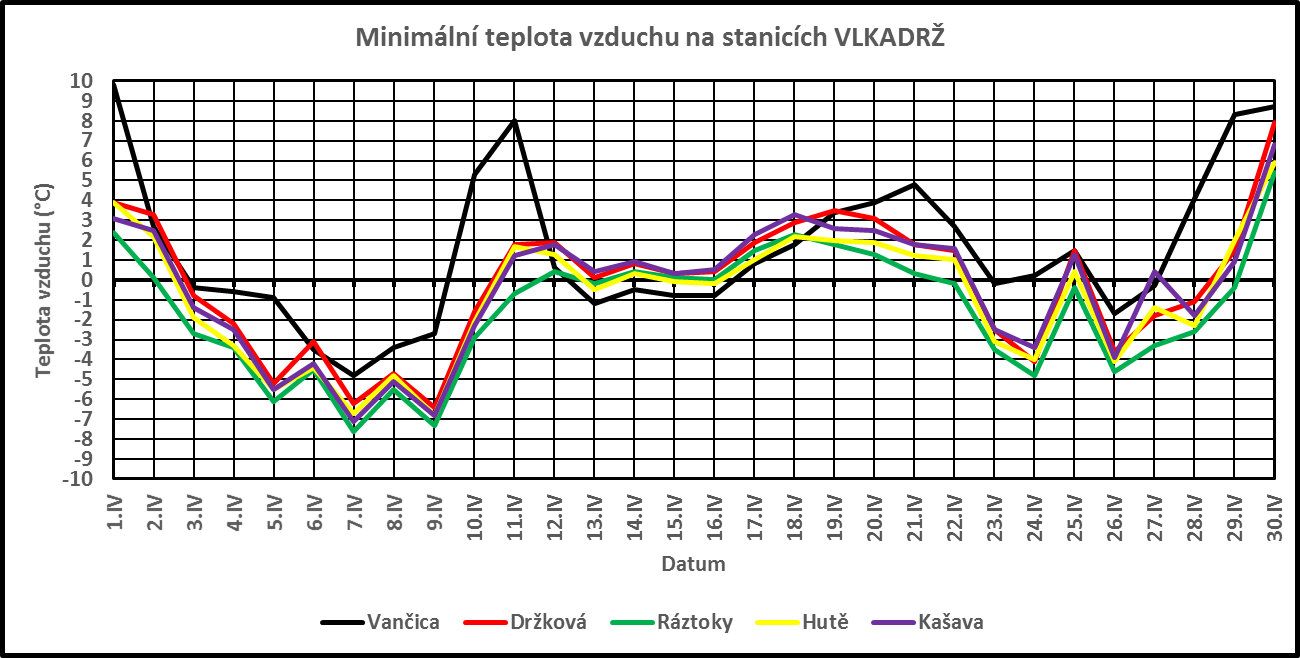 Minimální teplota vzduchu na stanicích VLKADRŽ
Teplota vzduchu (°C)
10
9
8
7
6
5
4
3
2
1
0
-1
-2
-3
-4
-5
-6
-7
-8
-9
-10
1.IV
2.IV
3.IV
4.IV
5.IV
6.IV
7.IV
8.IV
9.IV
10.IV
11.IV
12.IV
13.IV
14.IV
15.IV
16.IV
17.IV
18.IV
19.IV
20.IV
21.IV
22.IV
23.IV
24.IV
25.IV
26.IV
27.IV
28.IV
29.IV
30.IV
Datum
Vančica Držková Ráztoky Hutě Kašava